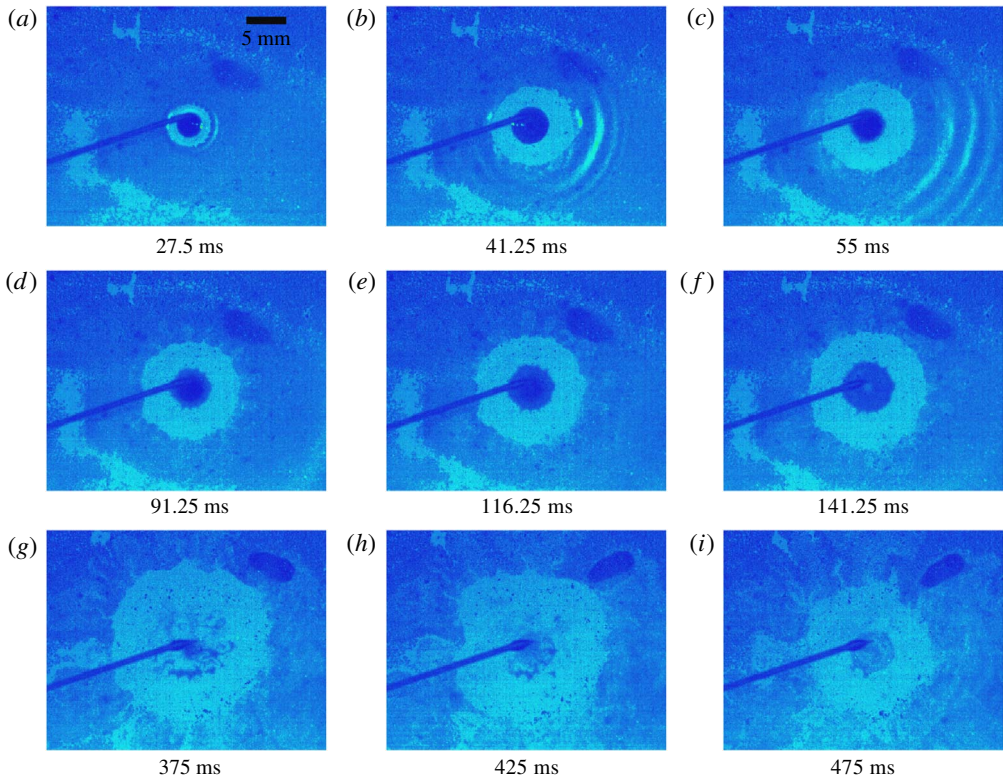 (a)
5 mm
27.5 ms
(b)
41.25 ms
(c)
55 ms
(d)
91.25 ms
(e)
116.25 ms
(f)
141.25 ms
(g)
375 ms
(h)
425 ms
(i)
475 ms